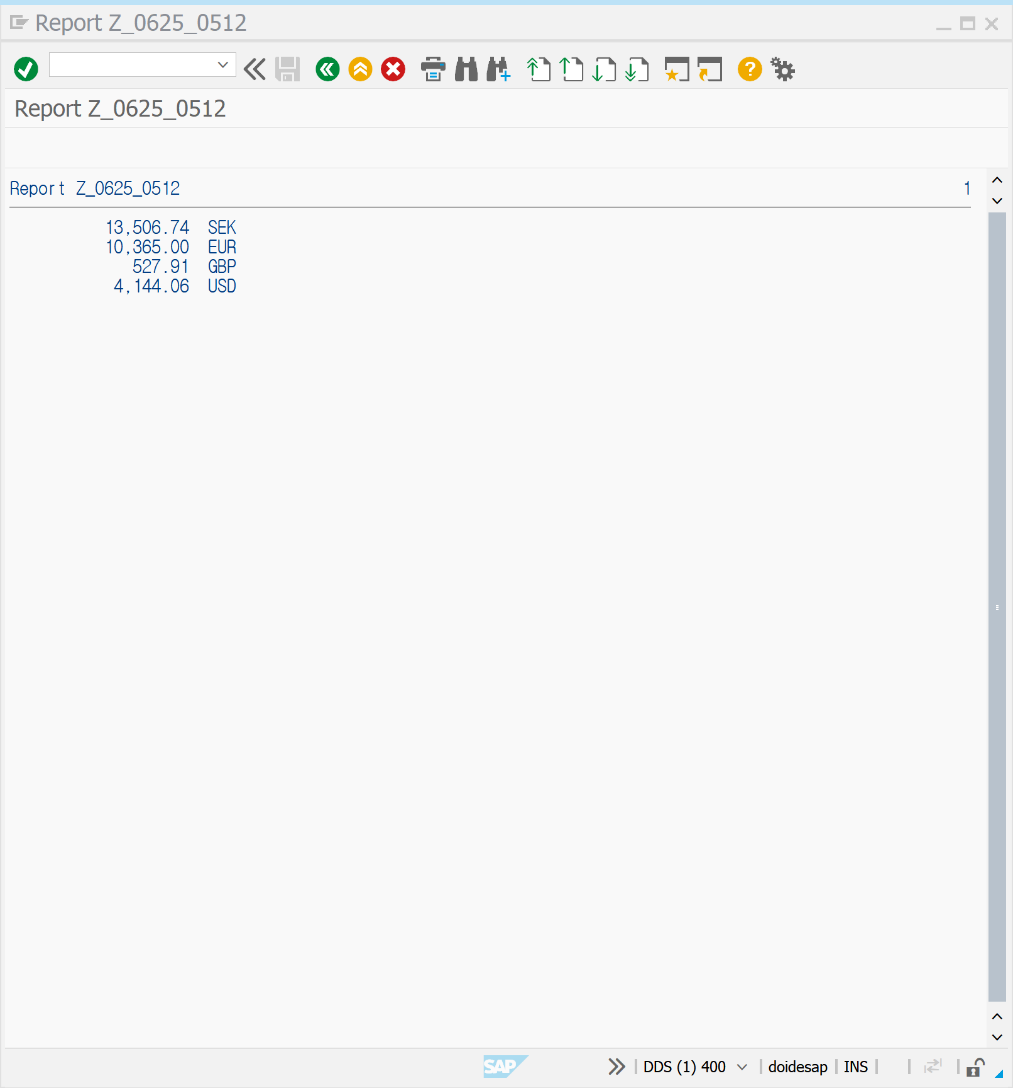 Report Z_0625_0512
Report Z_0625_0512
Report Z_0625_0512 1
13,506.74 SEK
10,365.00 EUR
527.91 GBP
4,144.06 USD
SAP DDS (1) 400 doidesap INS